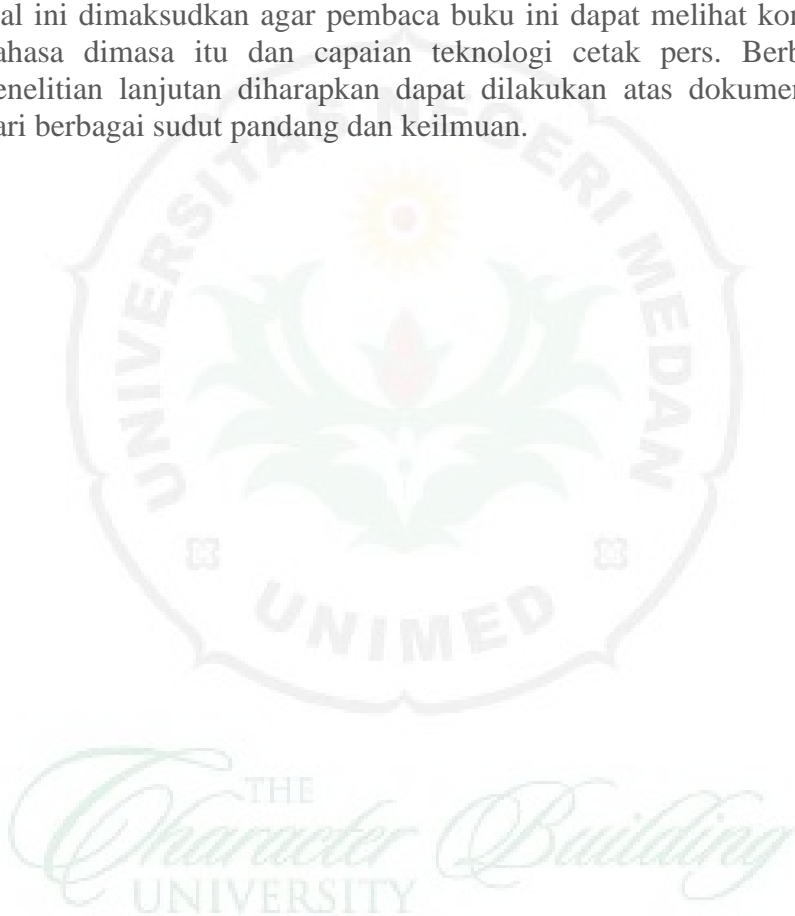 al ini dimaksudkan agar pembaca buku ini dapat melihat kon
ahasa dimasa itu dan capaian teknologi cetak pers. Berb
enelitian lanjutan diharapkan dapat dilakukan atas dokumen
ari berbagai sudut pandang dan keilmuan.
UNIVERSITAS NEGERI MEDAN
UNIMED
THE
Character Building
UNIVERSITY